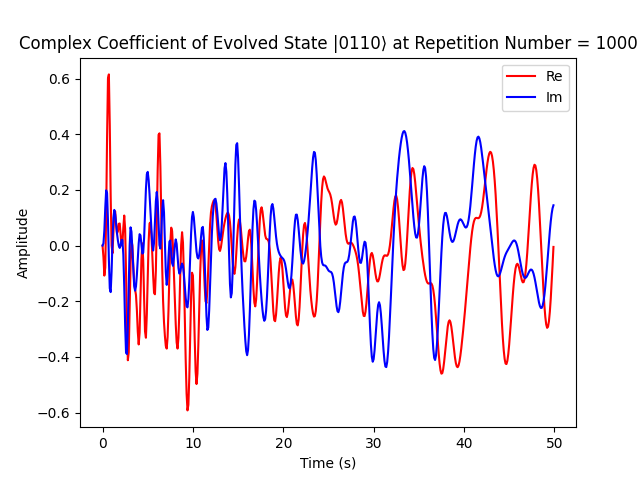 Complex Coefficient of Evolved State |0110⟩ at Repetition Number = 1000
Re
Im
Amplitude
0.6
0.4
0.2
0.0
−0.2
−0.4
−0.6
0 10 20 30 40 50
Time (s)